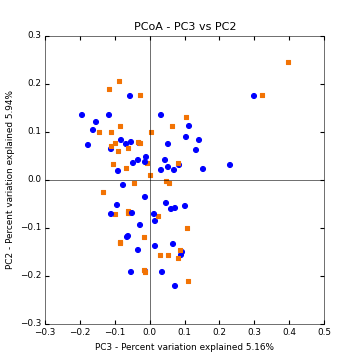 PCoA - PC3 vs PC2
0.3
0.2
0.1
0.0
−0.1
−0.2
−0.3
PC2 - Percent variation explained 5.94%
−0.3 −0.2 −0.1 0.0 0.1 0.2 0.3 0.4 0.5
PC3 - Percent variation explained 5.16%